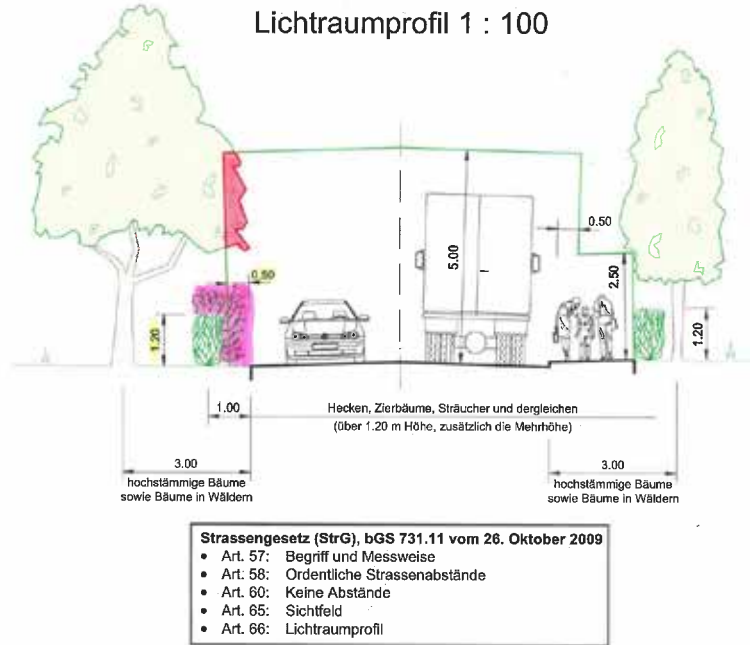 Lichtraumprofil 1 : 100
0.50
5.00
2.50
0.50
1.20
1.20
1.00
Hecken, Zierbäume, Sträucher und dergleichen
(über 1.20 m Höhe, zusätzlich die Mehrhöhe)
3.00
hochstämmige Bäume
sowie Bäume in Wäldern
3.00
hochstämmige Bäume
sowie Bäume in Wäldern
Strassengesetz (StrG), bGS 731.11 vom 26. Oktober 2009
• Art. 57: Begriff und Messweise
• Art. 58: Ordentliche Strassenabstände
• Art. 60: Keine Abstände
• Art. 65: Sichtfeld
• Art. 66: Lichtraumprofil